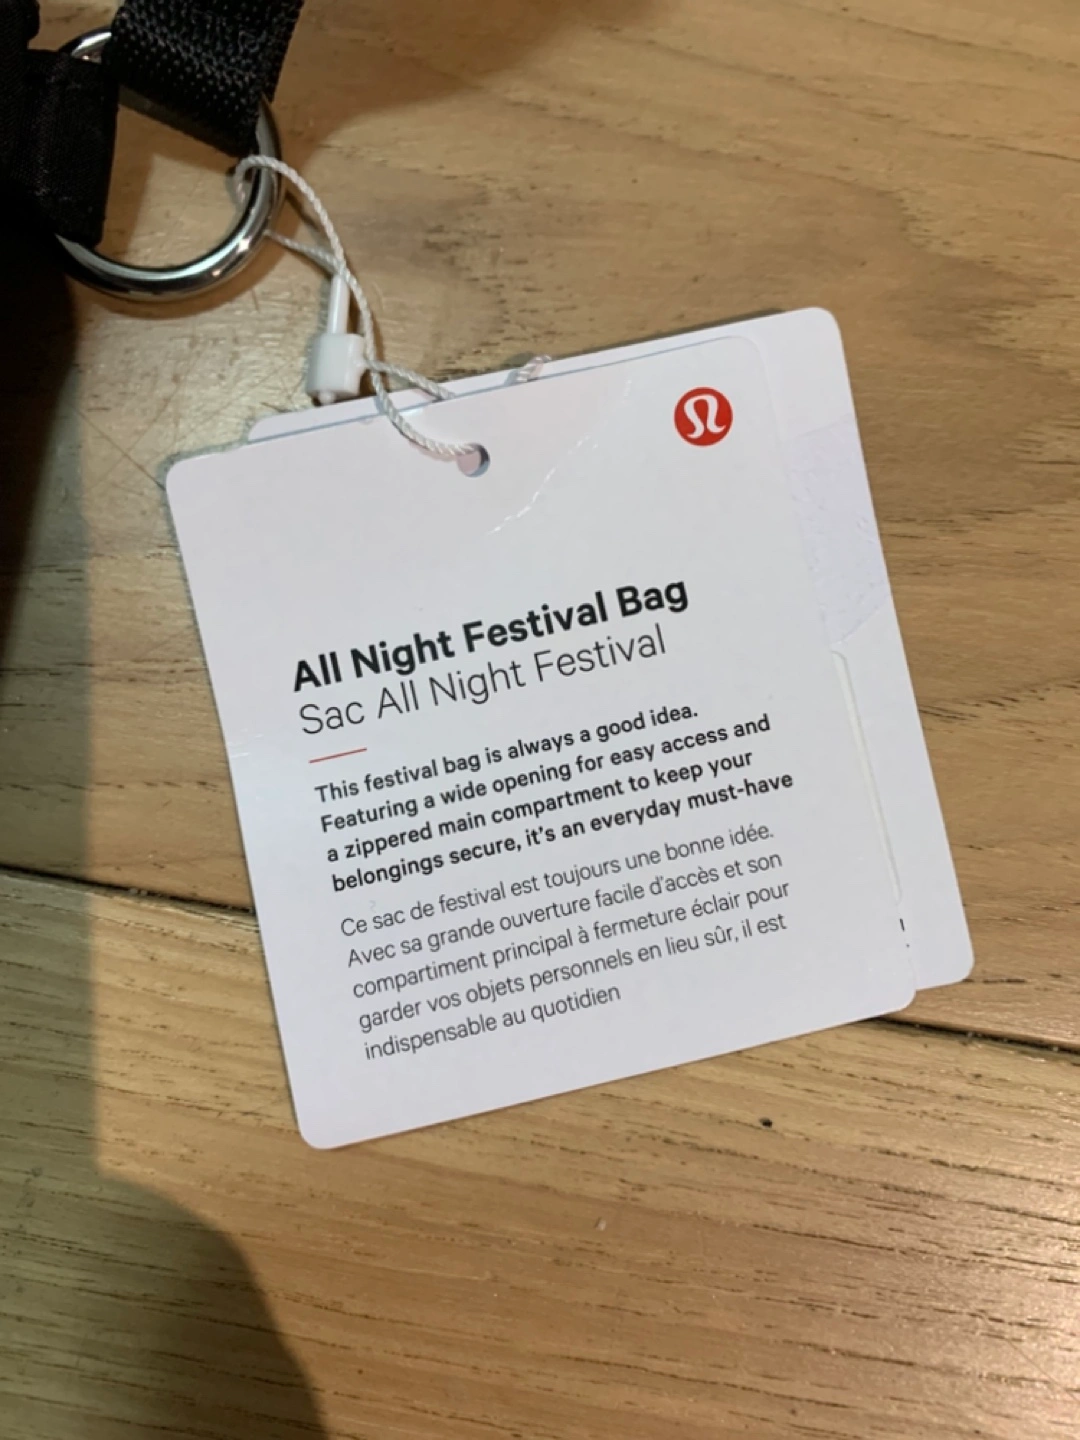 All Night Festival Bag
Sac All Night Festival
This festival bag is always a good idea.
Featuring a wide opening for easy access and
a zippered main compartment to keep your
belongings secure, it's an everyday must-have
Ce sac de festival est toujours une bonne idée.
Avec sa grande ouverture facile d'accès et son
compartiment principal à fermeture éclair pour
garder vos objets personnels en lieu sûr, il est
indispensable au quotidien